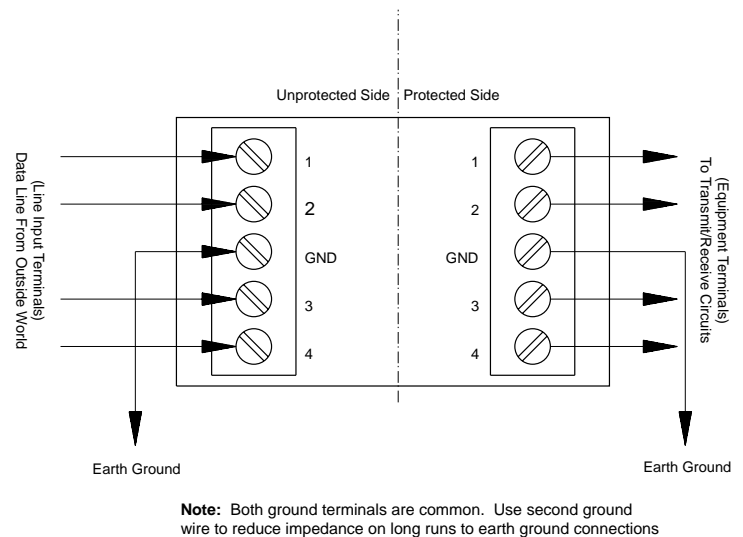 Unprotected Side
Protected Side
(Line Input Terminals)
Data Line From Outside World
1
2
GND
3
4
1
2
GND
3
4
(Equipment Terminals)
To Transmit/Receive Circuits
Earth Ground
Earth Ground
Note: Both ground terminals are common. Use second ground
wire to reduce impedance on long runs to earth ground connections